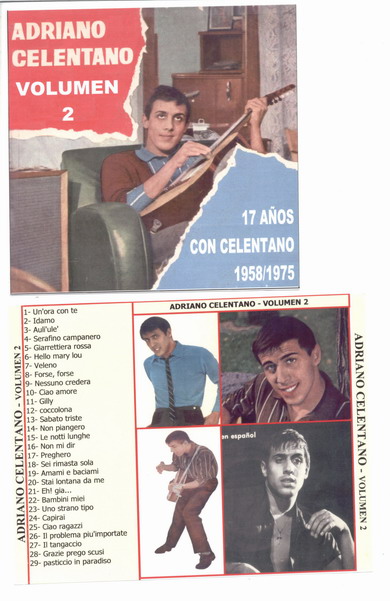 ADRIANO
CELENTANO
VOLUMEN
2
17 AÑOS
CON CELENTANO
1958/1975
ADRIANO CELENTANO - VOLUMEN 2
ADRIANO CELENTANO - VOLUMEN 2
1- Un'ora con te
2- Idamo
3- Auli'ule'
4- Serafino campanero
5- Giarrettiera rossa
6- Hello mary lou
7- Veleno
8- Forse, forse
9- Nessuno credera
10- Ciao amore
11- Gilly
12- coccolona
13- Sabato triste
14- Non piangero
15- Le notti lunghe
16- Non mi dir
17- Preghero
18- Sei rimasta sola
19- Amami e baciami
20- Stai lontana da me
21- Eh! gia...
22- Bambini miei
23- Uno strano tipo
24- Capirai
25- Ciao ragazzi
26- Il problema piu'importate
27- Il tangaccio
28- Grazie prego scusi
29- pasticcio in paradiso
en español
ADRIANO CELENTANO - VOLUMEN 2